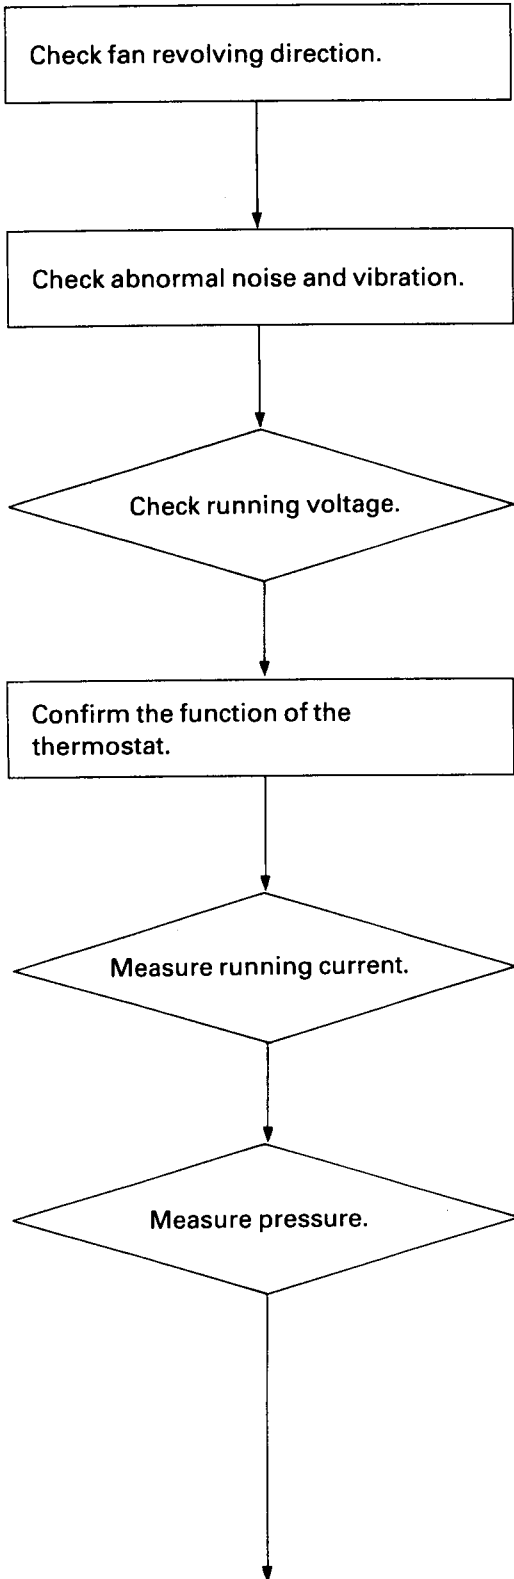 Check fan revolving direction.
Check abnormal noise and vibration.
Check running voltage.
Confirm the function of the
thermostat.
Measure running current.
Measure pressure.